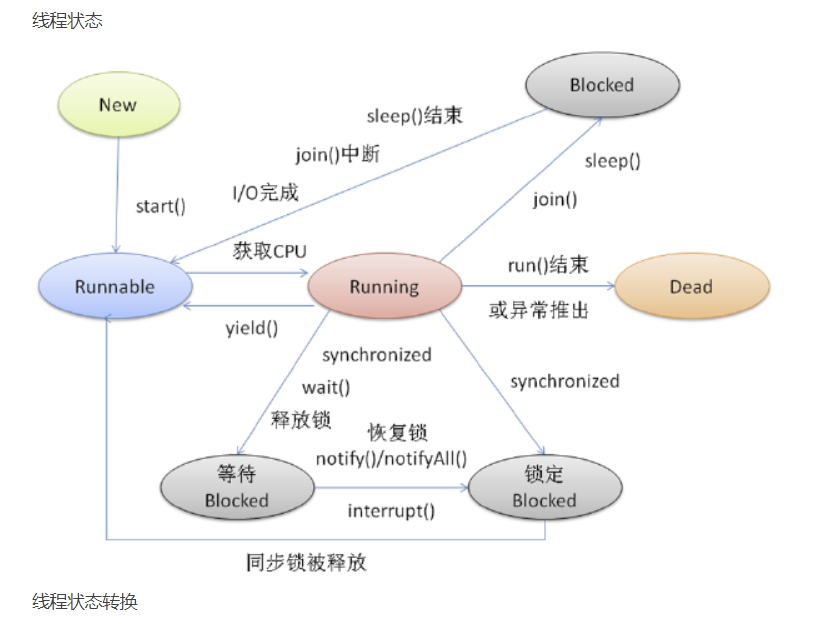 线程状态
Blocked
New
sleep()结束
join()中断
sleep()
I/O完成
join()
start()
获取CPU
run()结束
Runnable
Running
Dead
或异常推出
yield()
synchronized
wait()
synchronized
释放锁
恢复锁
notify()/notifyAll()
等待
Blocked
锁定
Blocked
interrupt()
同步锁被释放
线程状态转换